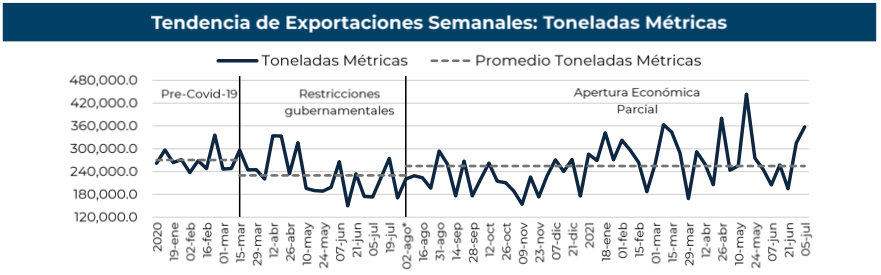 Tendencia de Exportaciones Semanales: Toneladas Métricas
Toneladas Métricas
Promedio Toneladas Métricas
480,000.0
420,000.0
360,000.0
300,000.0
240,000.0
180,000.0
120,000.0
Pre-Covid-19
Restricciones
gubernamentales
Apertura Económica
Parcial
2020
19-ene
02-feb
16-feb
01-mar
15-mar
29-mar
12-abr
26-abr
10-may
24-may
07-jun
21-jun
05-jul
19-jul
02-ago*
16-ago
31-ago
14-sep
28-sep
12-oct
26-oct
09-nov
23-nov
07-dic
21-dic
2021
18-ene
01-feb
15-feb
01-mar
15-mar
29-mar
12-abr
26-abr
10-may
24-may
07-jun
21-jun
05-jul